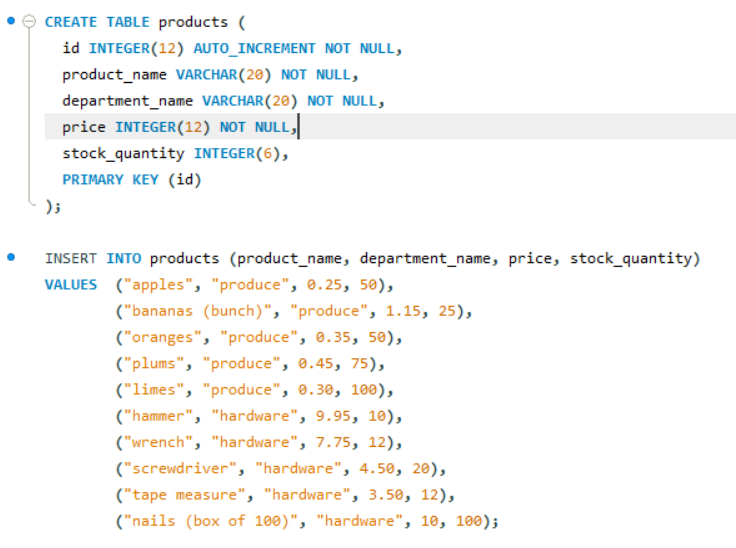 CREATE TABLE products (
id INTEGER(12) AUTO_INCREMENT NOT NULL,
product_name VARCHAR(20) NOT NULL,
department_name VARCHAR(20) NOT NULL,
price INTEGER(12) NOT NULL,
stock_quantity INTEGER(6),
PRIMARY KEY (id)
);
INSERT INTO products (product_name, department_name, price, stock_quantity)
VALUES ("apples", "produce", 0.25, 50),
("bananas (bunch)", "produce", 1.15, 25),
("oranges", "produce", 0.35, 50),
("plums", "produce", 0.45, 75),
("limes", "produce", 0.30, 100),
("hammer", "hardware", 9.95, 10),
("wrench", "hardware", 7.75, 12),
("screwdriver", "hardware", 4.50, 20),
("tape measure", "hardware", 3.50, 12),
("nails (box of 100)", "hardware", 10, 100);